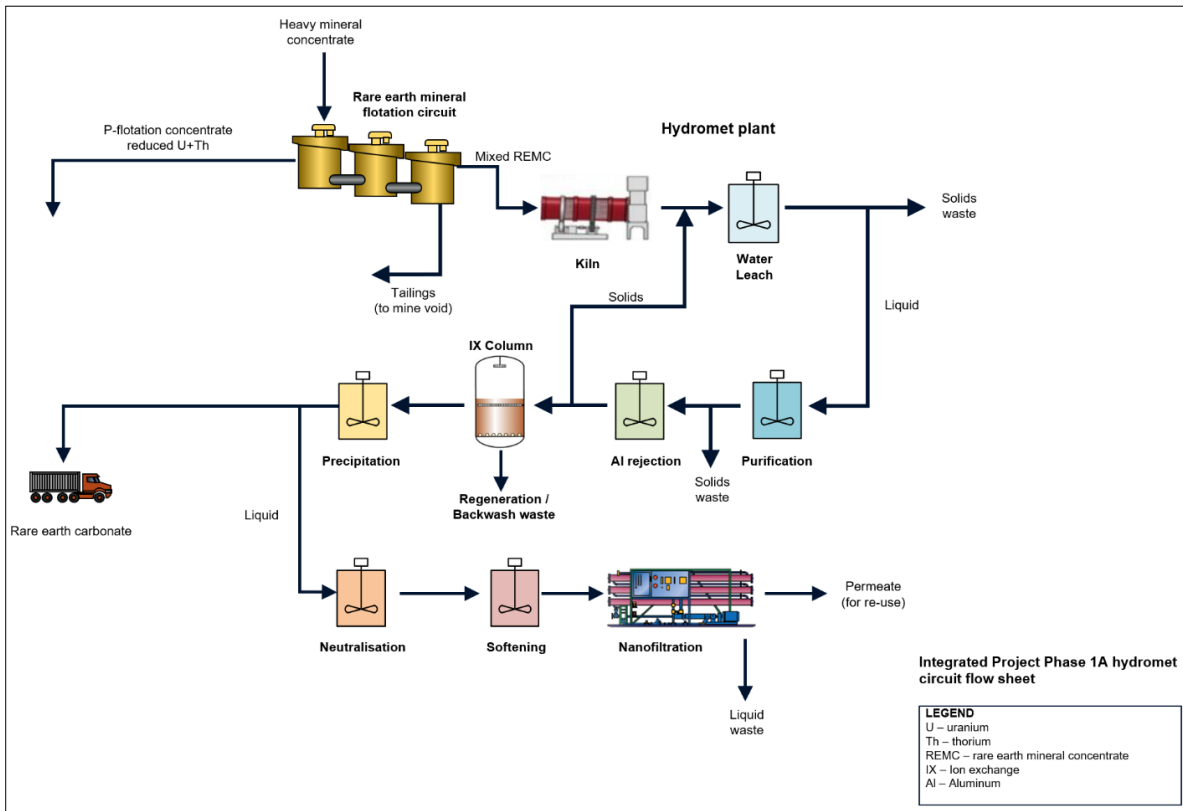 Heavy mineral
concentrate
Rare earth mineral
flotation circuit
P-flotation concentrate
reduced U+Th
Mixed REMC
Hydromet plant
Solids
waste
Kiln
Water
Leach
Tailings
(to mine void)
Solids
Liquid
IX Column
Precipitation
Al rejection
Purification
Solids
waste
Regeneration /
Backwash waste
Rare earth carbonate
Liquid
Permeate
(for re-use)
Neutralisation
Softening
Nanofiltration
Liquid
waste
Integrated Project Phase 1A hydromet
circuit flow sheet
LEGEND
U – uranium
Th – thorium
REMC – rare earth mineral concentrate
IX – Ion exchange
Al – Aluminum